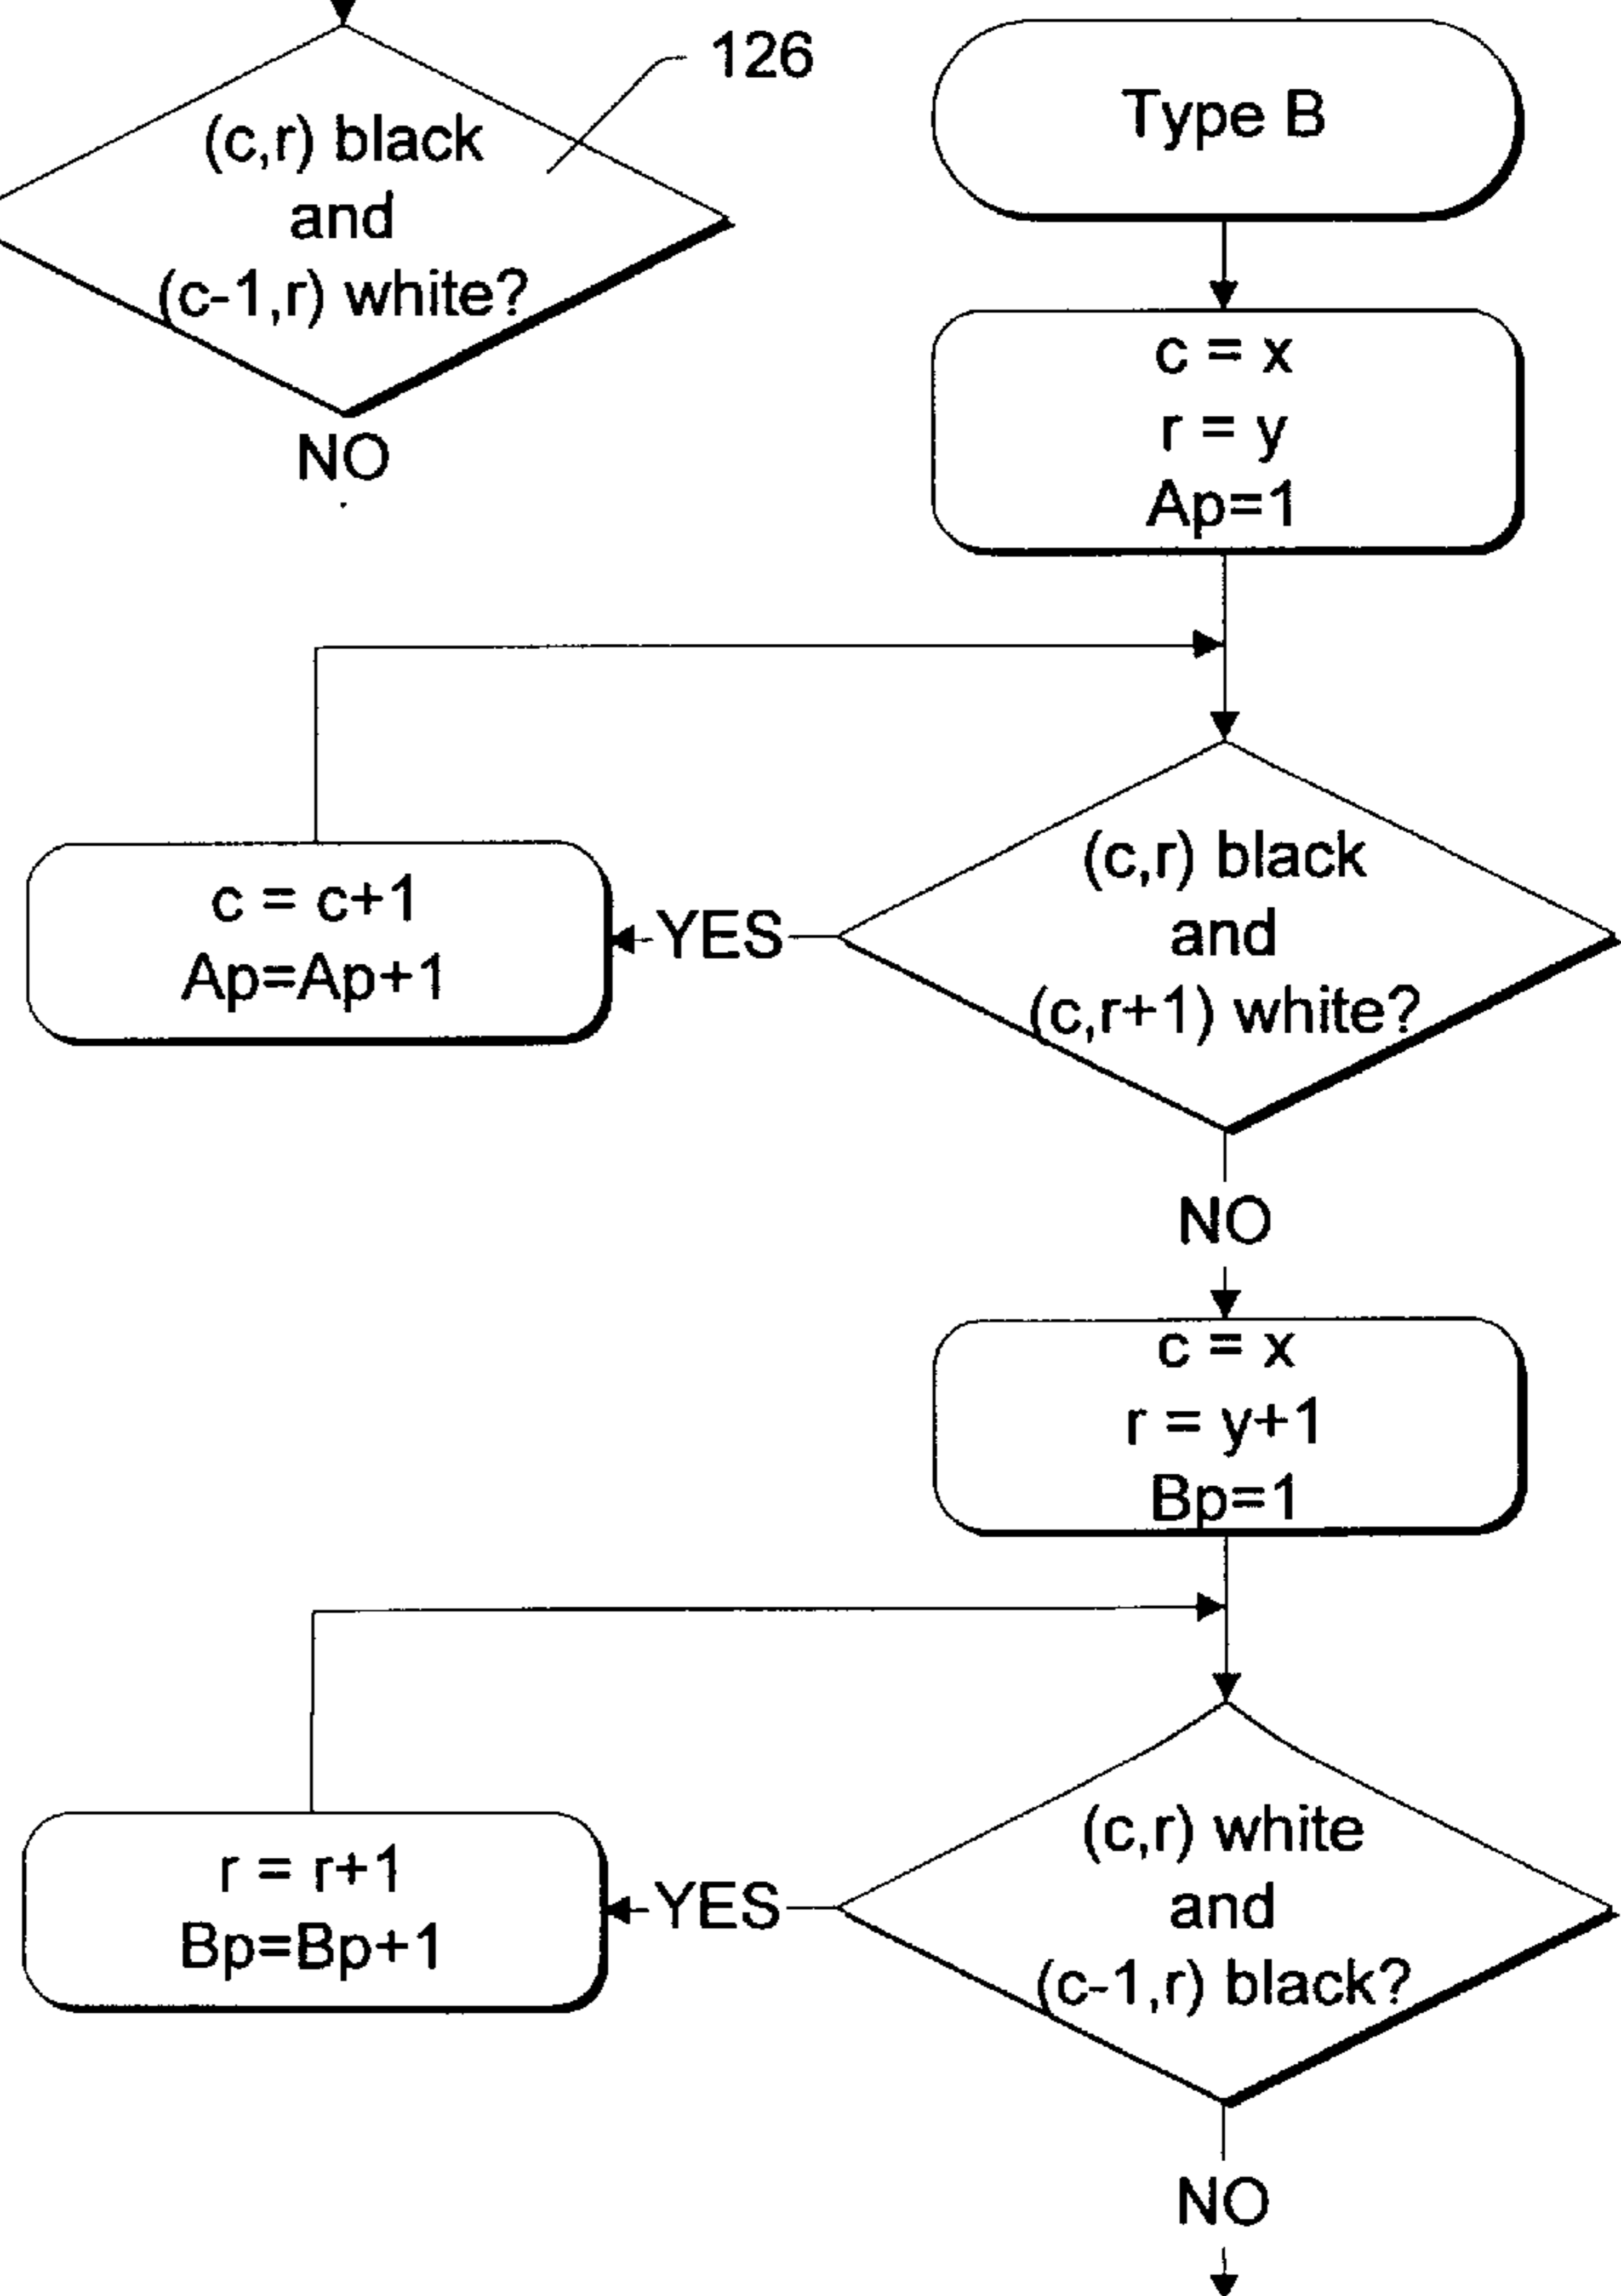 126
(c,r) black
and
(c-1,r) white?
NO
Type B
c = x
r = y
Ap=1
(c,r) black
and
(c,r+1) white?
YES
c = c+1
Ap=Ap+1
NO
c = x
r = y+1
Bp=1
(c,r) white
and
(c-1,r) black?
YES
r = r+1
Bp=Bp+1
NO